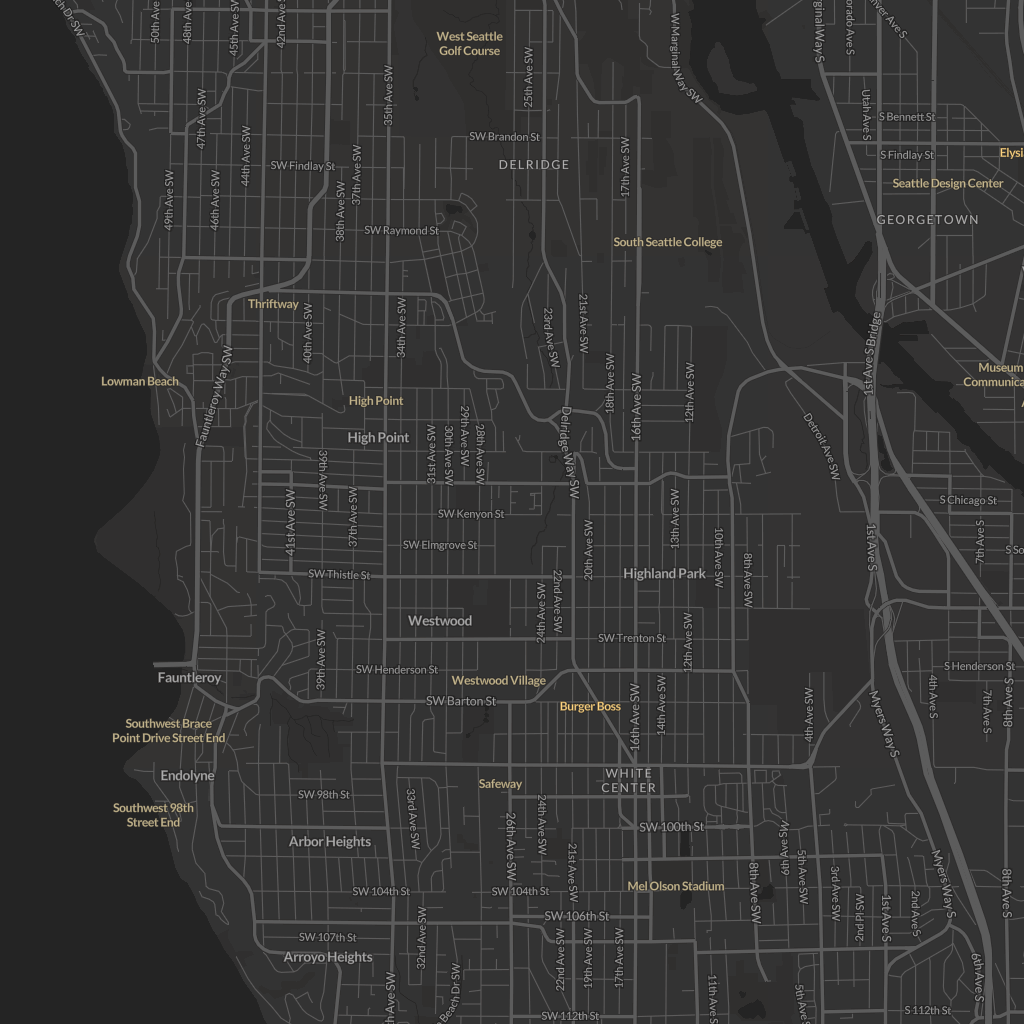 50th Ave SW
48th Ave SW
45th Ave SW
42nd Ave SW
West Seattle
Golf Course
W Marginal Way SW
25th Ave SW
35th Ave SW
47th Ave SW
44th Ave SW
Utah Ave S
S Bennett St
SW Brandon St
DELRIDGE
17th Ave SW
SW Findlay St
37th Ave SW
S Findlay St
Seattle Design Center
49th Ave SW
46th Ave SW
38th Ave SW
GEORGETOWN
SW Raymond St
South Seattle College
Thriftway
40th Ave SW
34th Ave SW
23rd Ave SW
21st Ave SW
1st Ave S Bridge
Lowman Beach
Fauntleroy Way SW
18th Ave SW
16th Ave SW
12th Ave SW
Museum
High Point
High Point
31st Ave SW
30th Ave SW
29th Ave SW
28th Ave SW
Delridge Way SW
Detroit Ave SW
39th Ave SW
41st Ave SW
37th Ave SW
SW Kenyon St
13th Ave SW
S Chicago St
7th Ave S
SW Elmgrove St
20th Ave SW
10th Ave SW
8th Ave SW
1st Ave S
SW Thistle St
Highland Park
24th Ave SW
22nd Ave SW
Westwood
SW Trenton St
12th Ave SW
39th Ave SW
SW Henderson St
S Henderson St
Fauntleroy
Westwood Village
SW Barton St
Burger Boss
16th Ave SW
14th Ave SW
4th Ave SW
Myers Way S
4th Ave S
7th Ave S
8th Ave S
Southwest Brace
Point Drive Street End
Endolyne
Safeway
WHITE
CENTER
SW 98th St
Southwest 98th
Street End
33rd Ave SW
26th Ave SW
24th Ave SW
SW 100th St
Arbor Heights
21st Ave SW
8th Ave SW
6th Ave SW
5th Ave SW
3rd Ave SW
2nd Pl SW
1st Ave S
2nd Ave S
Myers Way S
8th Ave S
SW 104th St
SW 104th St
Mel Olson Stadium
SW 106th St
SW 107th St
32nd Ave SW
Arroyo Heights
22nd Ave SW
19th Ave SW
17th Ave SW
11th Ave S
5th Ave S
6th Ave S
Beach Dr SW
SW 112th St
S 112th St